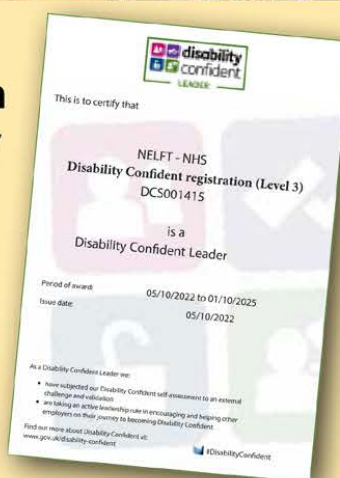 disability
confident
LEADER
This is to certify that
NELFT - NHS
Disability Confident registration (Level 3)
DCS001415
is a
Disability Confident Leader
Period of award: 05/10/2022 to 01/10/2025
Issue date: 05/10/2022
As a Disability Confident Leader we:
• have subjected our Disability Confident self-assessment to an external
challenge and validation
• are taking an active leadership role in encouraging and helping other
employers on their journey to becoming Disability Confident
Find out more about Disability Confident at:
www.gov.uk/disability-confident
#DisabilityConfident